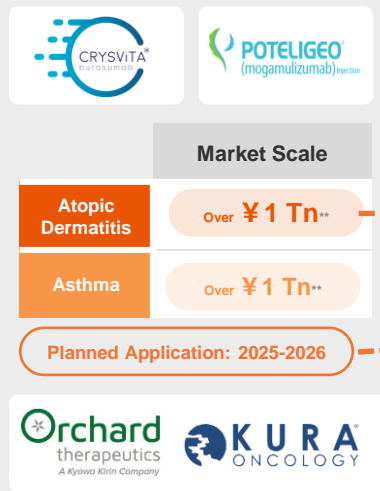 CRYSVITA®
burosumab
POTELIGEO®
(mogamulizumab) Injection
Market Scale
Atopic
Dermatitis
Over ¥1 Tn**
Asthma
Over ¥1 Tn**
Planned Application: 2025-2026
Orchard
therapeutics
A Kyowa Kirin Company
KURA®
ONCOLOGY